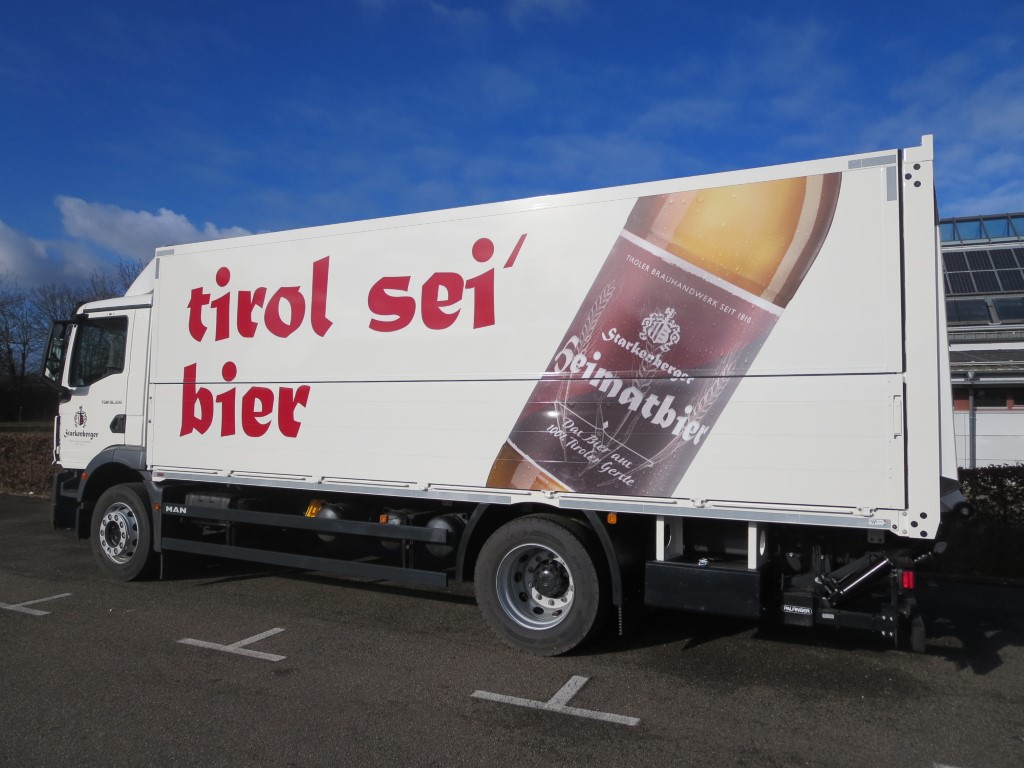 tirol sei'
bier
TIROLER BRAUHANDWERK SEIT 1810
Starkenberger
Heimatbier
Das Bier aus
100% Tiroler Gerste
Starkenberger
MAN
PALFINGER